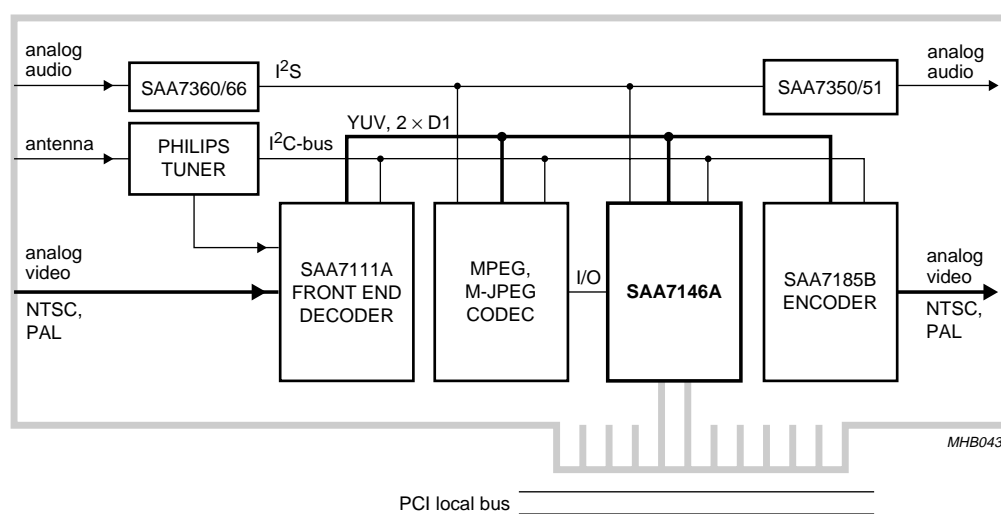 analog
audio
SAA7360/66
I²S
SAA7350/51
analog
audio
antenna
PHILIPS
TUNER
I²C-bus
YUV, 2 × D1
analog
video
NTSC,
PAL
SAA7111A
FRONT END
DECODER
MPEG,
M-JPEG
CODEC
I/O
SAA7146A
SAA7185B
ENCODER
analog
video
NTSC,
PAL
MHB043
PCI local bus